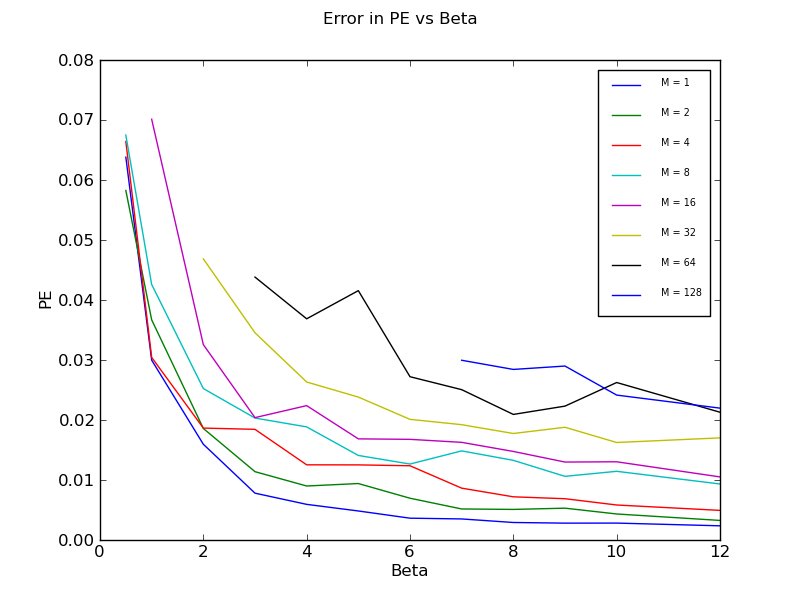 Error in PE vs Beta
0.08
0.07
0.06
0.05
0.04
0.03
0.02
0.01
0.00
PE
M = 1
M = 2
M = 4
M = 8
M = 16
M = 32
M = 64
M = 128
0 2 4 6 8 10 12
Beta